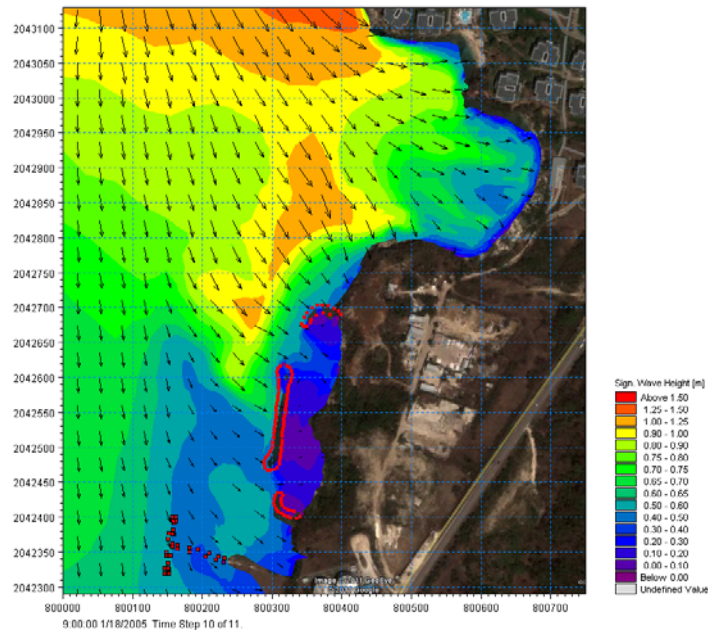 2043100
2043050
2043000
2042950
2042900
2042850
2042800
2042750
2042700
2042650
2042600
2042550
2042500
2042450
2042400
2042350
2042300
800000 800100 800200 800300 800400 800500 800600 800700
9:00:00 1/18/2005 Time Step 10 of 11.
Sign. Wave Height [m]
Above 1.50
1.25 - 1.50
1.00 - 1.25
0.90 - 1.00
0.80 - 0.90
0.75 - 0.80
0.70 - 0.75
0.65 - 0.70
0.60 - 0.65
0.50 - 0.60
0.40 - 0.50
0.30 - 0.40
0.20 - 0.30
0.10 - 0.20
0.00 - 0.10
Below 0.00
Undefined Value
Image
Google